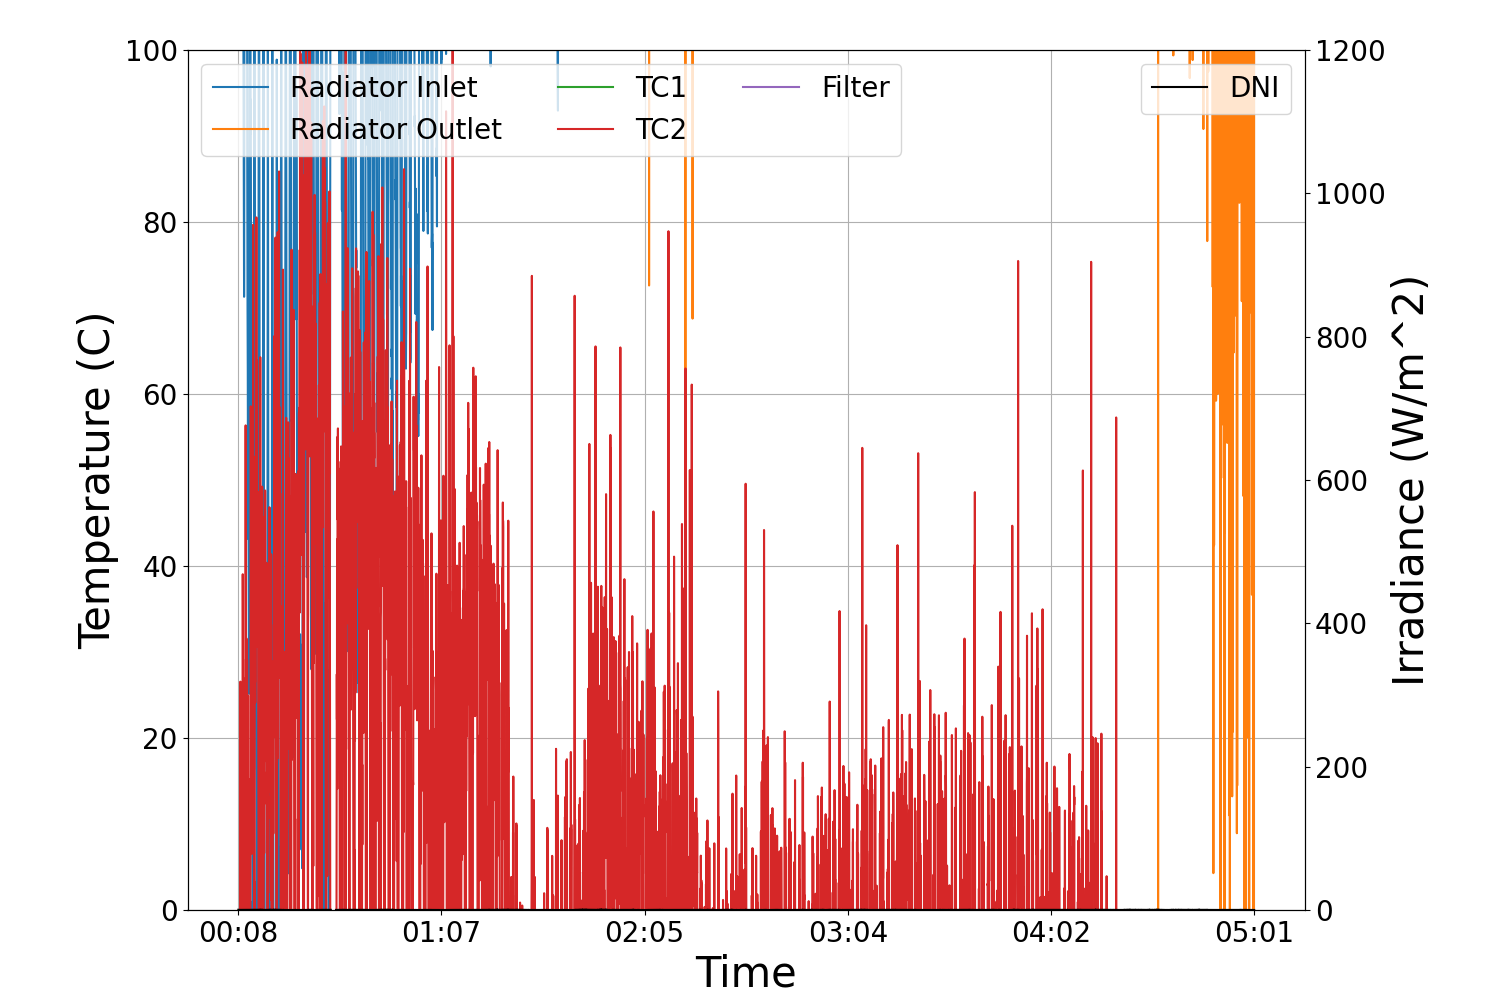 100
80
60
40
20
0
Temperature (C)
Radiator Inlet
Radiator Outlet
TC1
TC2
Filter
DNI
1200
1000
800
600
400
200
0
Irradiance (W/m^2)
00:08
01:07
02:05
03:04
04:02
05:01
Time